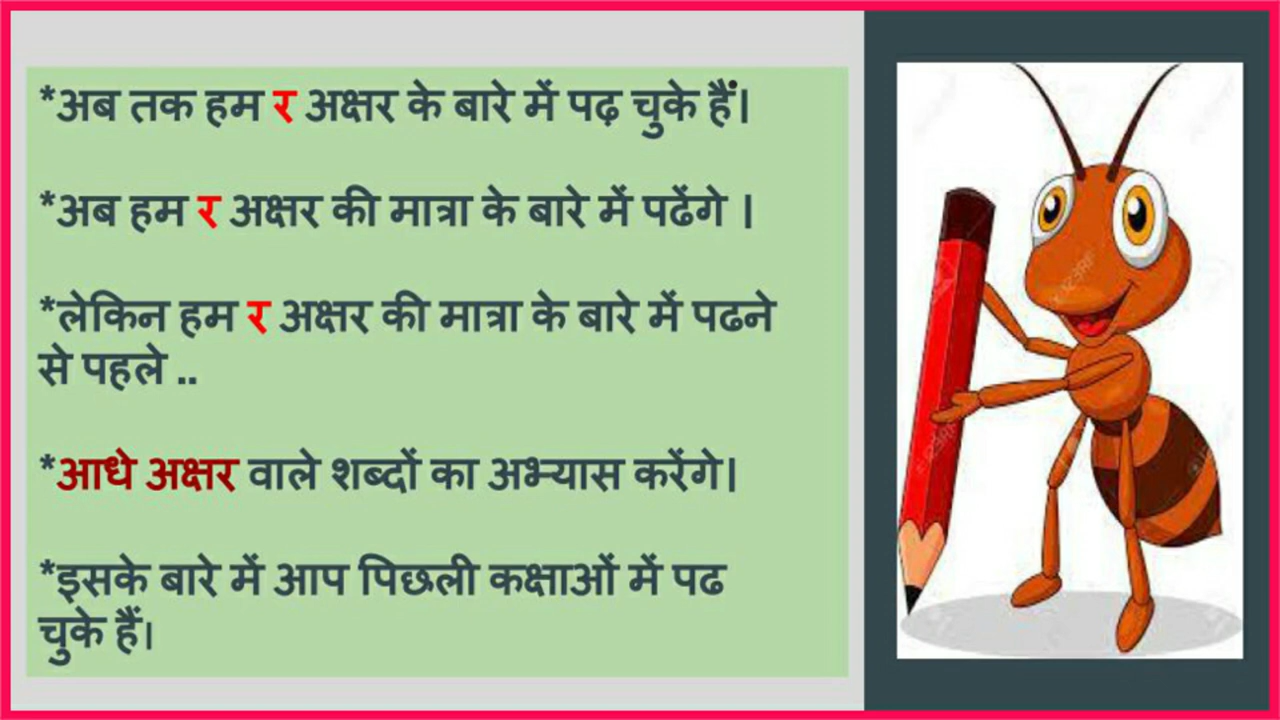 *अब तक हम र अक्षर के बारे में पढ़ चुके हैं।
*अब हम र अक्षर की मात्रा के बारे में पढेंगे ।
*लेकिन हम र अक्षर की मात्रा के बारे में पढने
से पहले ..
*आधे अक्षर वाले शब्दों का अभ्यास करेंगे।
*इसके बारे में आप पिछली कक्षाओं में पढ
चुके हैं।